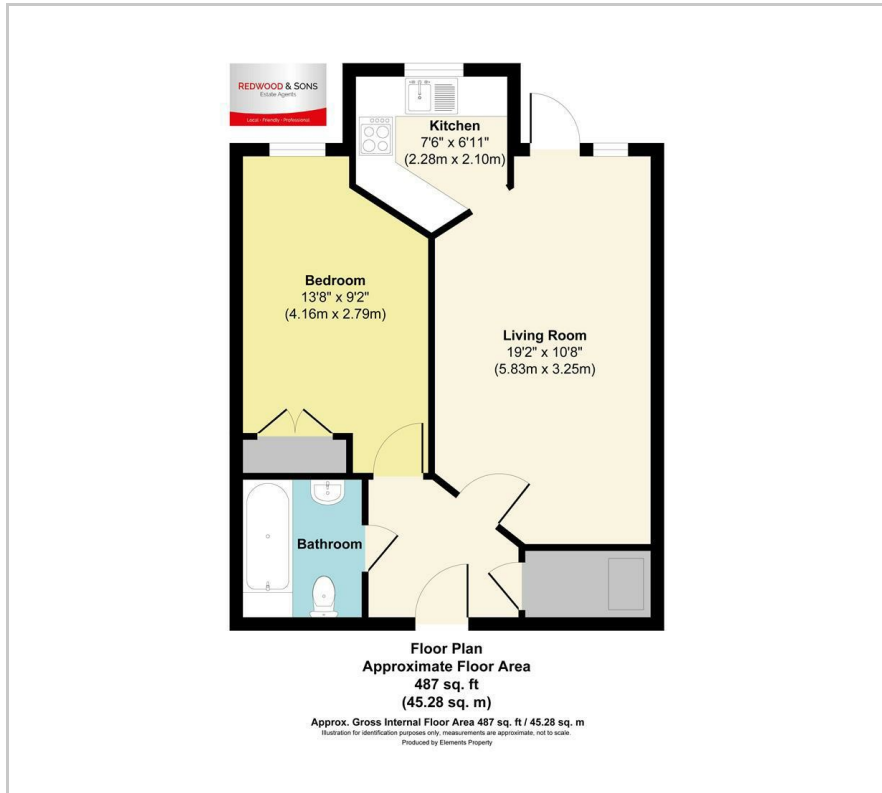 REDWOOD & SONS
Estate Agents
Local - Friendly - Professional
Kitchen
7'6" x 6'11"
(2.28m x 2.10m)
Bedroom
13'8" x 9'2"
(4.16m x 2.79m)
Living Room
19'2" x 10'8"
(5.83m x 3.25m)
Bathroom
Floor Plan
Approximate Floor Area
487 sq. ft
(45.28 sq. m)
Approx. Gross Internal Floor Area 487 sq. ft / 45.28 sq. m
Illustration for identification purposes only, measurements are approximate, not to scale.
Produced by Elements Property